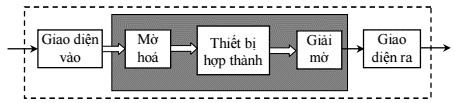 Giao diện
vào
Mờ
hoá
Thiết bị
hợp thành
Giải
mờ
Giao
diện ra